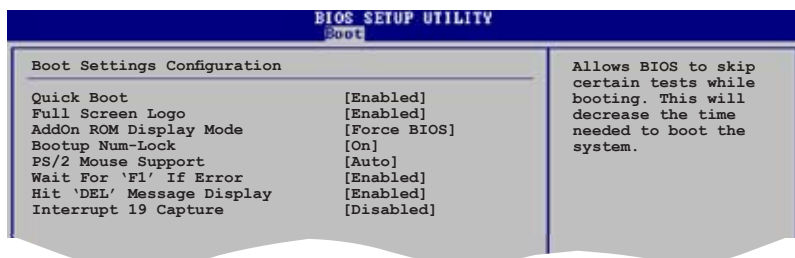 BIOS SETUP UTILITY
Boot
Boot Settings Configuration
Quick Boot [Enabled]
Full Screen Logo [Enabled]
AddOn ROM Display Mode [Force BIOS]
Bootup Num-Lock [On]
PS/2 Mouse Support [Auto]
Wait For ‘F1’ If Error [Enabled]
Hit ‘DEL’ Message Display [Enabled]
Interrupt 19 Capture [Disabled]
Allows BIOS to skip
certain tests while
booting. This will
decrease the time
needed to boot the
system.